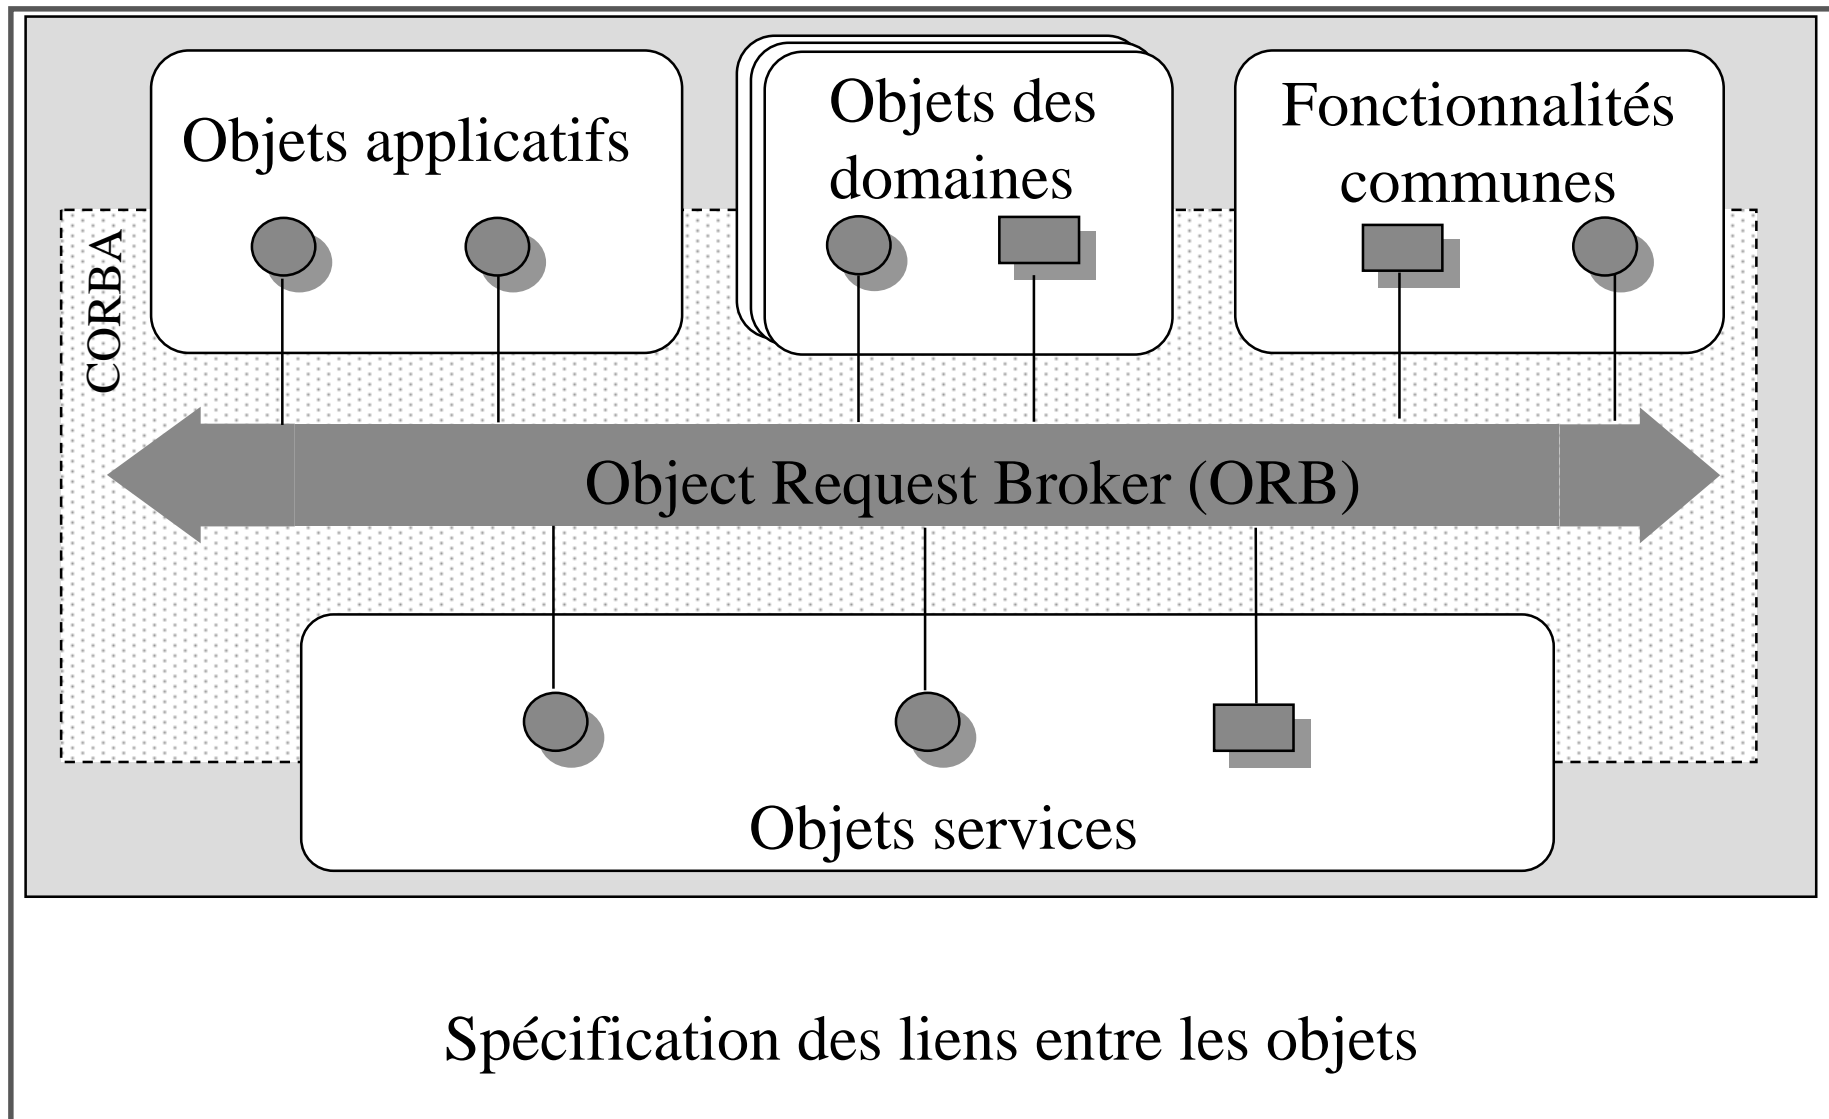 Objets applicatifs
Objets des
domaines
Fonctionnalités
communes
CORBA
Object Request Broker (ORB)
Objets services
Spécification des liens entre les objets